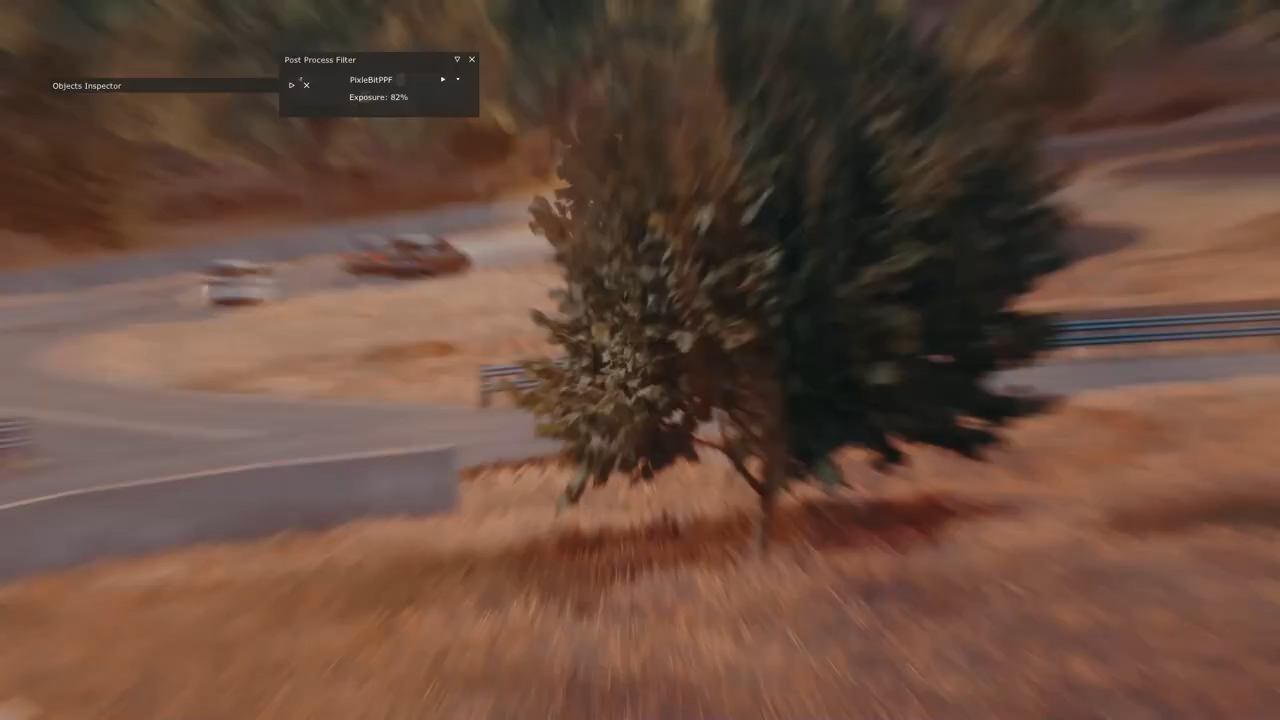 Post Process Filter
Objects Inspector
PixleBitPPF
Exposure: 82%